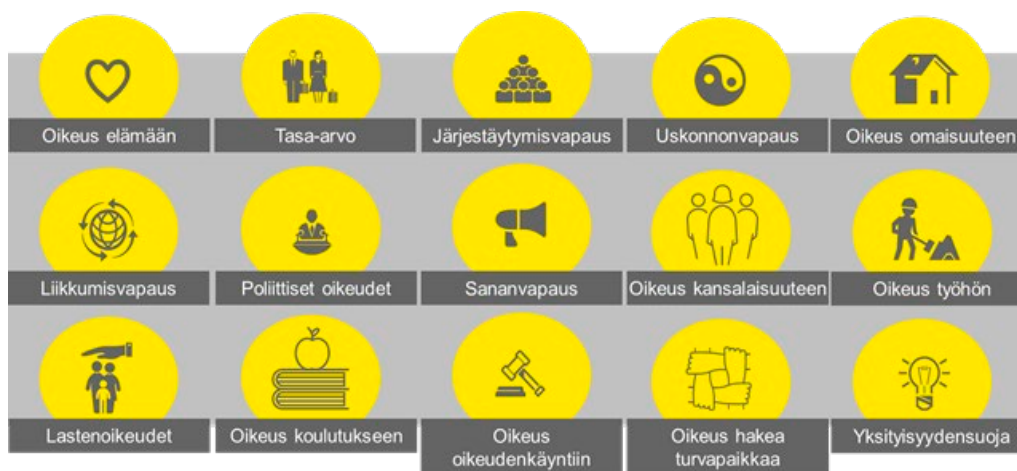 Oikeus elämään
Tasa-arvo
Järjestäytymisvapaus
Uskonnonvapaus
Oikeus omaisuuteen
Liikkumisvapaus
Poliittiset oikeudet
Sananvapaus
Oikeus kansalaisuuteen
Oikeus työhön
Lastenoikeudet
Oikeus koulutukseen
Oikeus
oikeudenkäyntiin
Oikeus hakea
turvapaikkaa
Yksityisyydensuoja